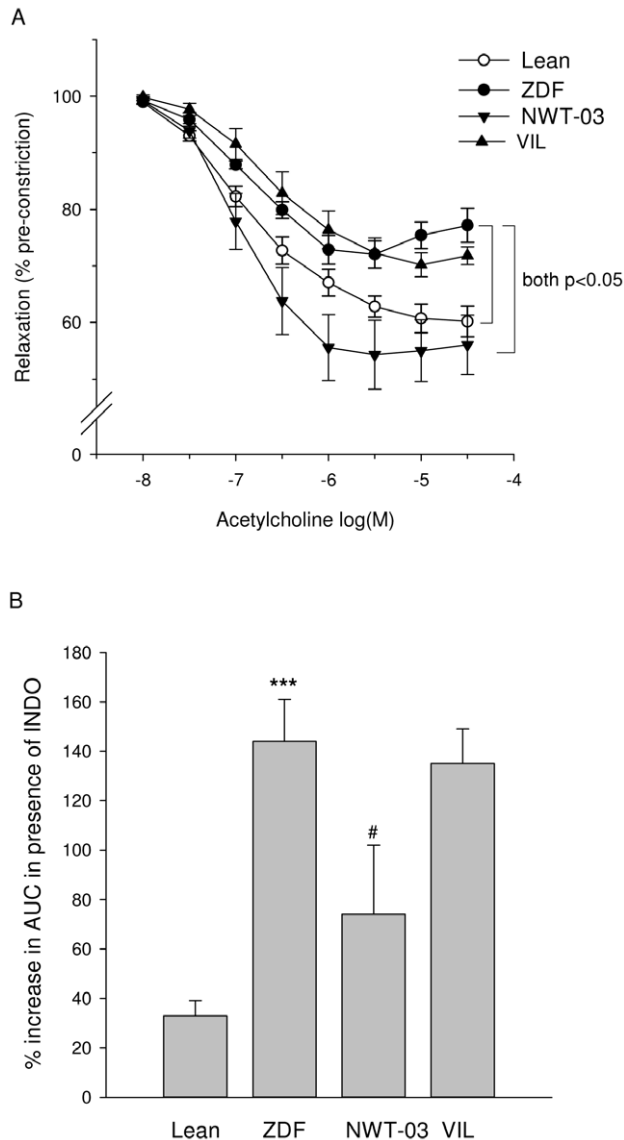 A
Lean
ZDF
NWT-03
VIL
100
80
60
0
Relaxation (% pre-constriction)
both p<0.05
-8
-7
-6
-5
-4
Acetylcholine log(M)
B
180
160
140
120
100
80
60
40
20
0
% increase in AUC in presence of INDO
***
#
Lean ZDF NWT-03 VIL